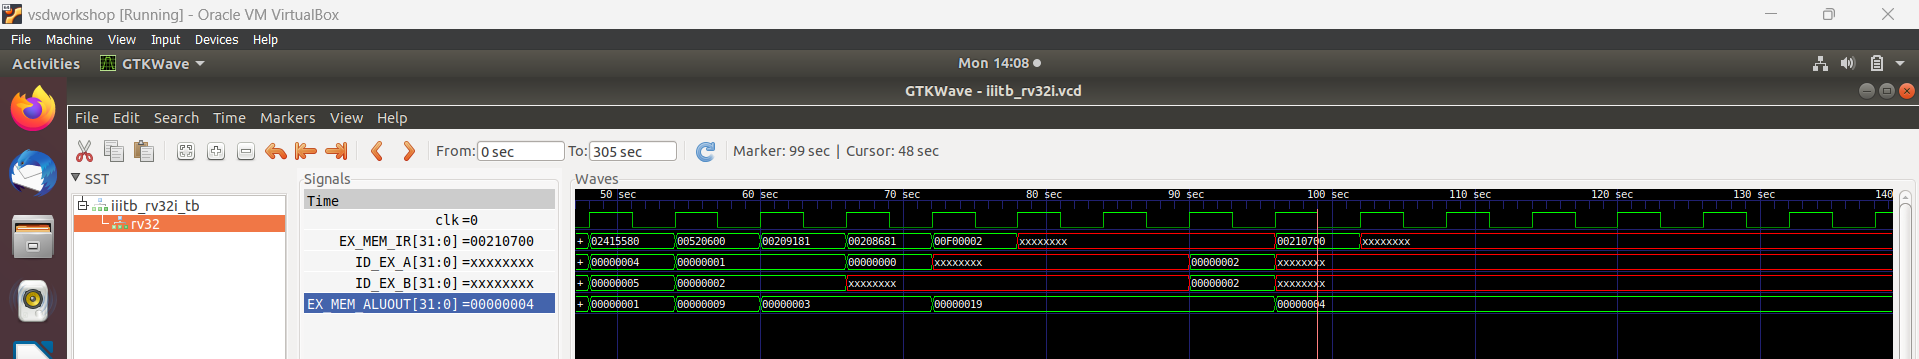 vsdworkshop [Running] - Oracle VM VirtualBox
File Machine View Input Devices Help
Activities GTKWave Mon 14:08
GTKWave - iiitb_rv32i.vcd
File Edit Search Time Markers View Help
From: 0 sec To: 305 sec Marker: 99 sec | Cursor: 48 sec
SST Signals Waves
iiitb_rv32i_tb Time 50 sec 60 sec 70 sec 80 sec 90 sec 100 sec 110 sec 120 sec 130 sec 140
rv32 clk=0
EX_MEM_IR[31:0]=00210700 + 02415580 00520600 00209181 00208681 00F00002 xxxxxxxx 00210700 xxxxxxxx
ID_EX_A[31:0]=xxxxxxxx + 00000004 00000001 00000000 xxxxxxxx 00000002 xxxxxxxx
ID_EX_B[31:0]=xxxxxxxx + 00000005 00000002 xxxxxxxx 00000002 xxxxxxxx
EX_MEM_ALUOUT[31:0]=00000004 + 00000001 00000009 00000003 00000019 00000004